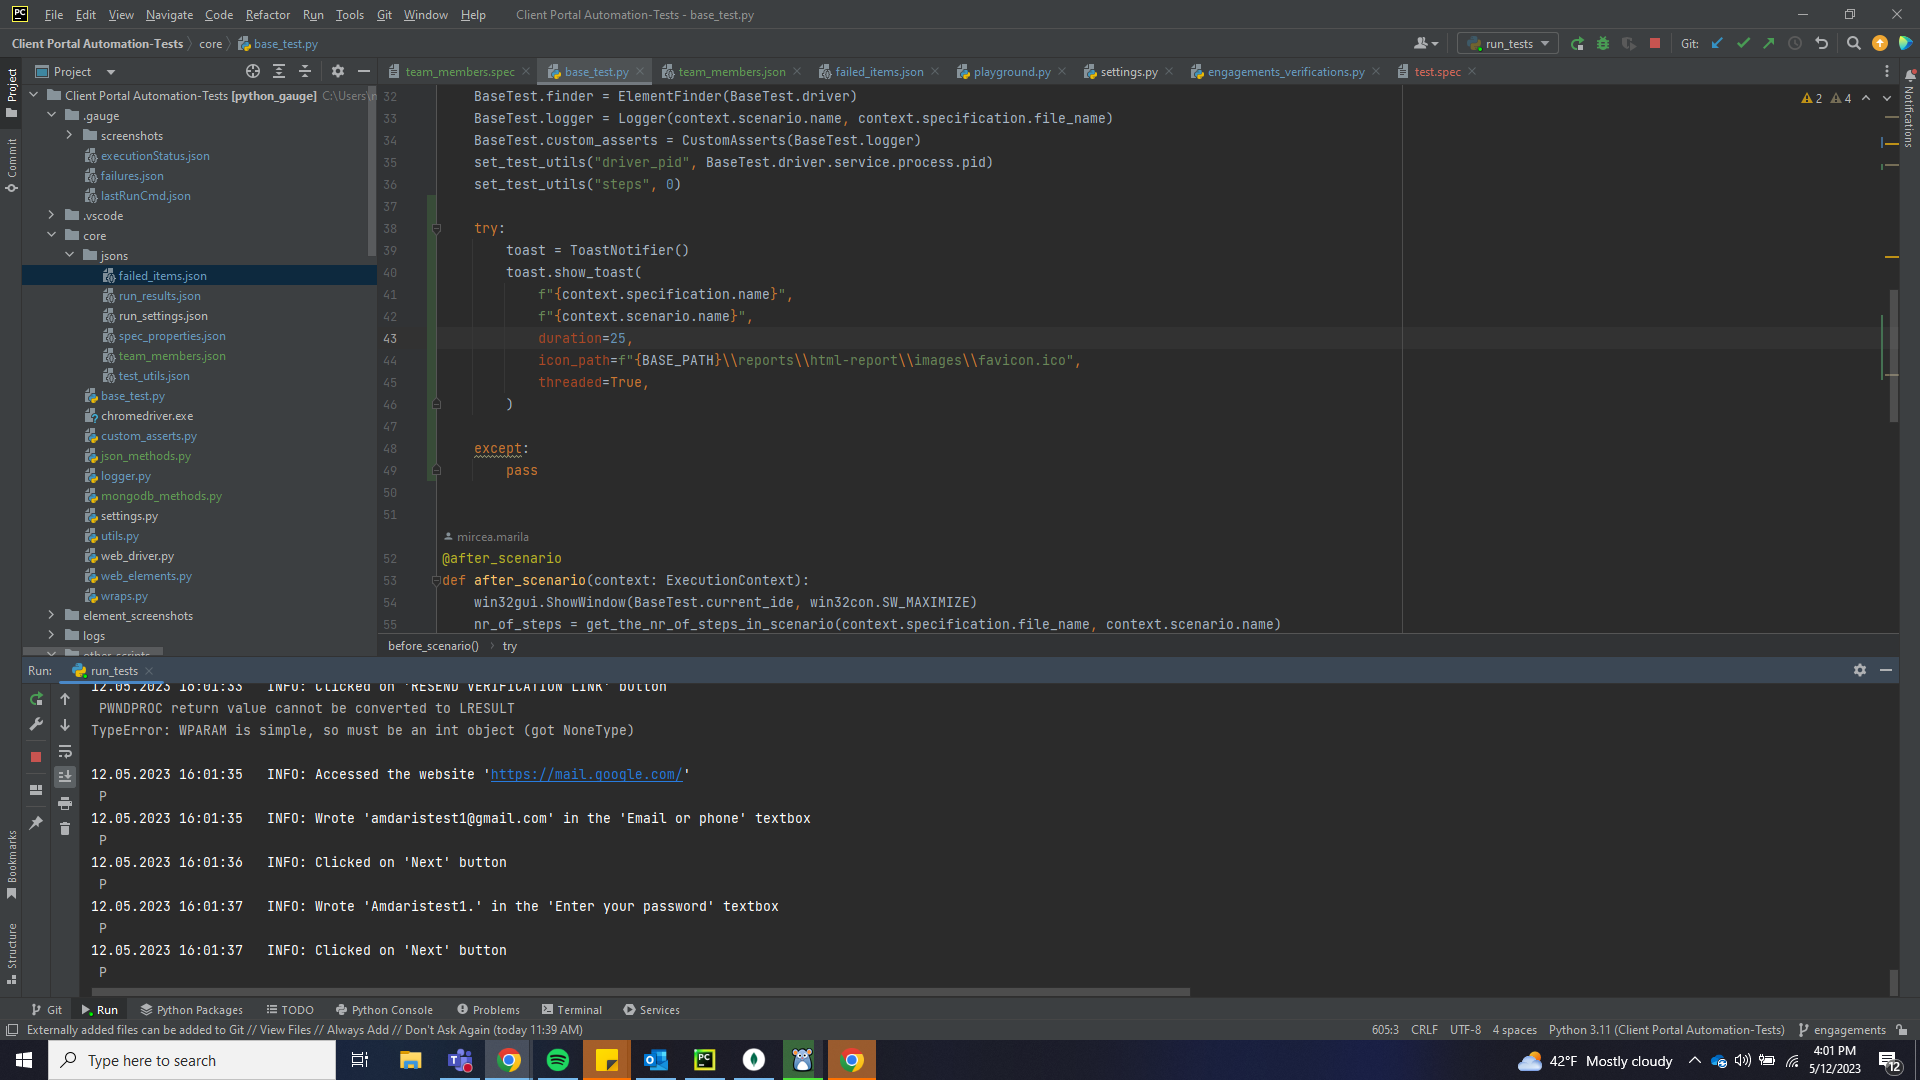 PC File Edit View Navigate Code Refactor Run Tools Git Window Help Client Portal Automation-Tests - base_test.py
Client Portal Automation-Tests core base_test.py run_tests Git:
Project
team_members.spec base_test.py team_members.json failed_items.json playground.py settings.py engagements_verifications.py test.spec
Client Portal Automation-Tests [python_gauge]
.gauge
screenshots
executionStatus.json
failures.json
lastRunCmd.json
.vscode
core
jsons
failed_items.json
run_results.json
run_settings.json
spec_properties.json
team_members.json
test_utils.json
base_test.py
chromedriver.exe
custom_asserts.py
json_methods.py
logger.py
mongodb_methods.py
settings.py
utils.py
web_driver.py
web_elements.py
wraps.py
element_screenshots
logs
other_scripts
Project
Commit
Bookmarks
Structure
Notifications
2 4
32 BaseTest.finder = ElementFinder(BaseTest.driver)
33 BaseTest.logger = Logger(context.scenario.name, context.specification.file_name)
34 BaseTest.custom_asserts = CustomAsserts(BaseTest.logger)
35 set_test_utils("driver_pid", BaseTest.driver.service.process.pid)
36 set_test_utils("steps", 0)
37
38 try:
39 toast = ToastNotifier()
40 toast.show_toast(
41 f"{context.specification.name}",
42 f"{context.scenario.name}",
43 duration=25,
44 icon_path=f"{BASE_PATH}\\reports\\html-report\\images\\favicon.ico",
45 threaded=True,
46 )
47
48 except:
49 pass
50
51
mircea.marila
52 @after_scenario
53 def after_scenario(context: ExecutionContext):
54 win32gui.ShowWindow(BaseTest.current_ide, win32con.SW_MAXIMIZE)
55 nr_of_steps = get_the_nr_of_steps_in_scenario(context.specification.file_name, context.scenario.name)
before_scenario() try
Run: run_tests
12.05.2023 16:01:33 INFO: Clicked on 'RESEND VERIFICATION LINK' button
PWNDPROC return value cannot be converted to LRESULT
TypeError: WPARAM is simple, so must be an int object (got NoneType)
12.05.2023 16:01:35 INFO: Accessed the website 'https://mail.google.com/'
P
12.05.2023 16:01:35 INFO: Wrote 'amdaristest1@gmail.com' in the 'Email or phone' textbox
P
12.05.2023 16:01:36 INFO: Clicked on 'Next' button
P
12.05.2023 16:01:37 INFO: Wrote 'Amdaristest1.' in the 'Enter your password' textbox
P
12.05.2023 16:01:37 INFO: Clicked on 'Next' button
P
Git Run Python Packages TODO Python Console Problems Terminal Services
Externally added files can be added to Git // View Files // Always Add // Don't Ask Again (today 11:39 AM) 605:3 CRLF UTF-8 4 spaces Python 3.11 (Client Portal Automation-Tests) engagements
Type here to search
42°F Mostly cloudy
4:01 PM
5/12/2023
12